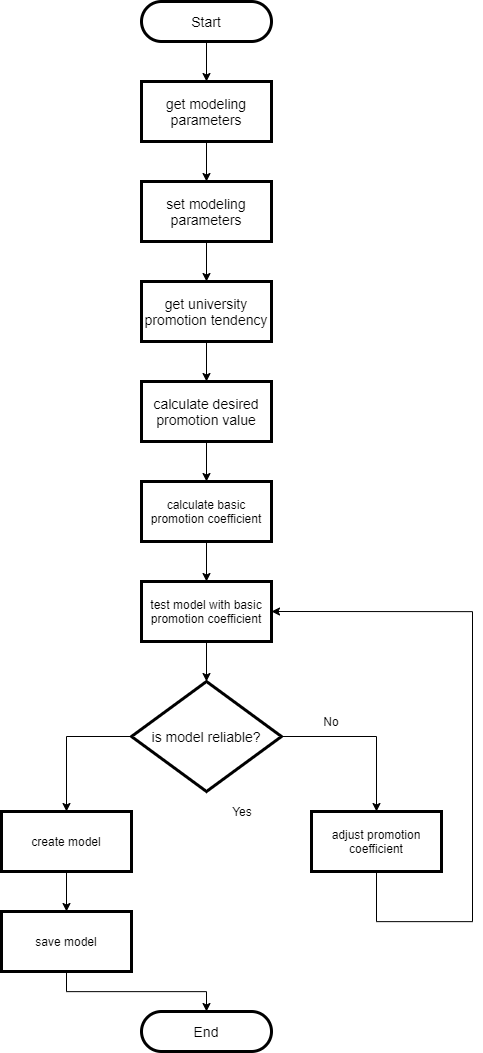 Start
get modeling
parameters
set modeling
parameters
get university
promotion tendency
calculate desired
promotion value
calculate basic
promotion coefficient
test model with basic
promotion coefficient
is model reliable?
No
Yes
create model
adjust promotion
coefficient
save model
End